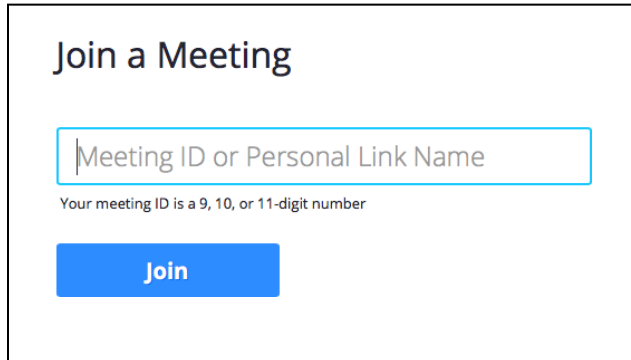 Join a Meeting
Meeting ID or Personal Link Name
Your meeting ID is a 9, 10, or 11-digit number
Join